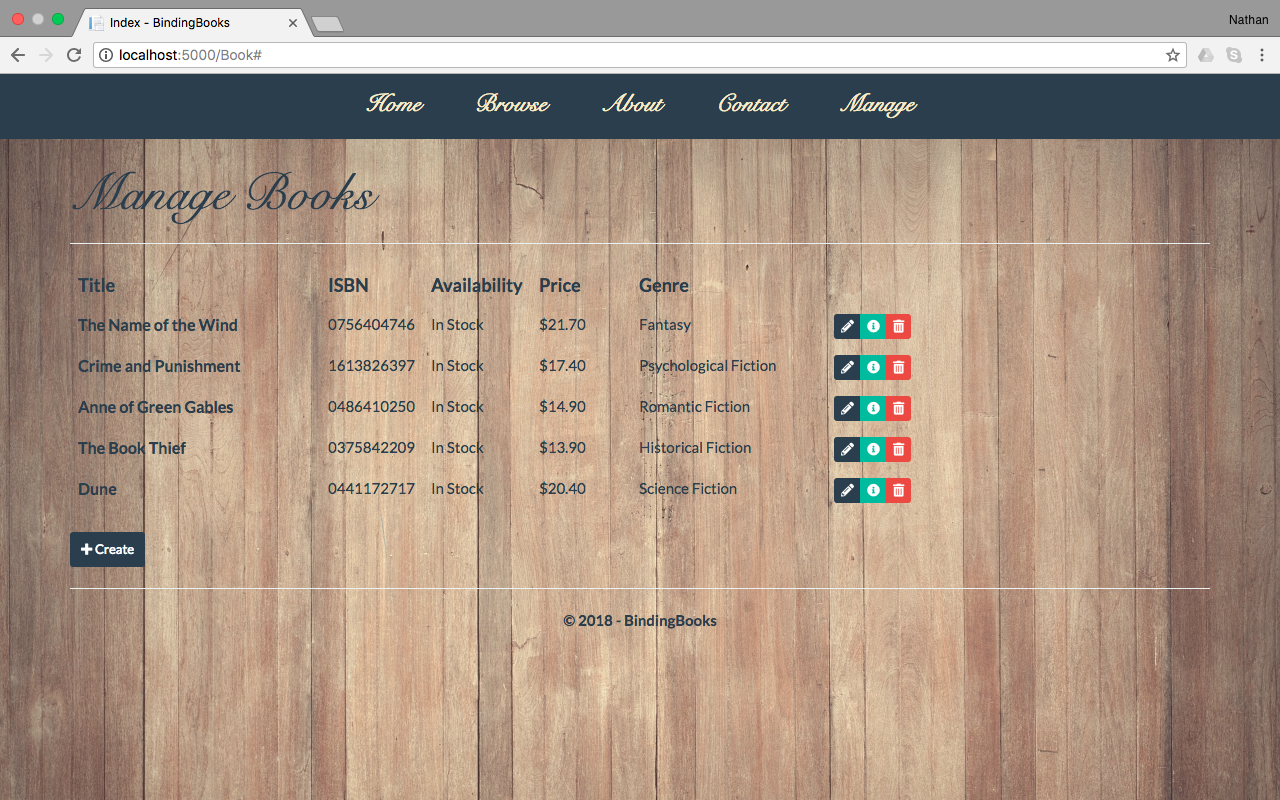 Index - BindingBooks
Nathan
localhost:5000/Book#
Home Browse About Contact Manage
Manage Books
Title ISBN Availability Price Genre
The Name of the Wind 0756404746 In Stock $21.70 Fantasy
Crime and Punishment 1613826397 In Stock $17.40 Psychological Fiction
Anne of Green Gables 0486410250 In Stock $14.90 Romantic Fiction
The Book Thief 0375842209 In Stock $13.90 Historical Fiction
Dune 0441172717 In Stock $20.40 Science Fiction
Create
© 2018 - BindingBooks